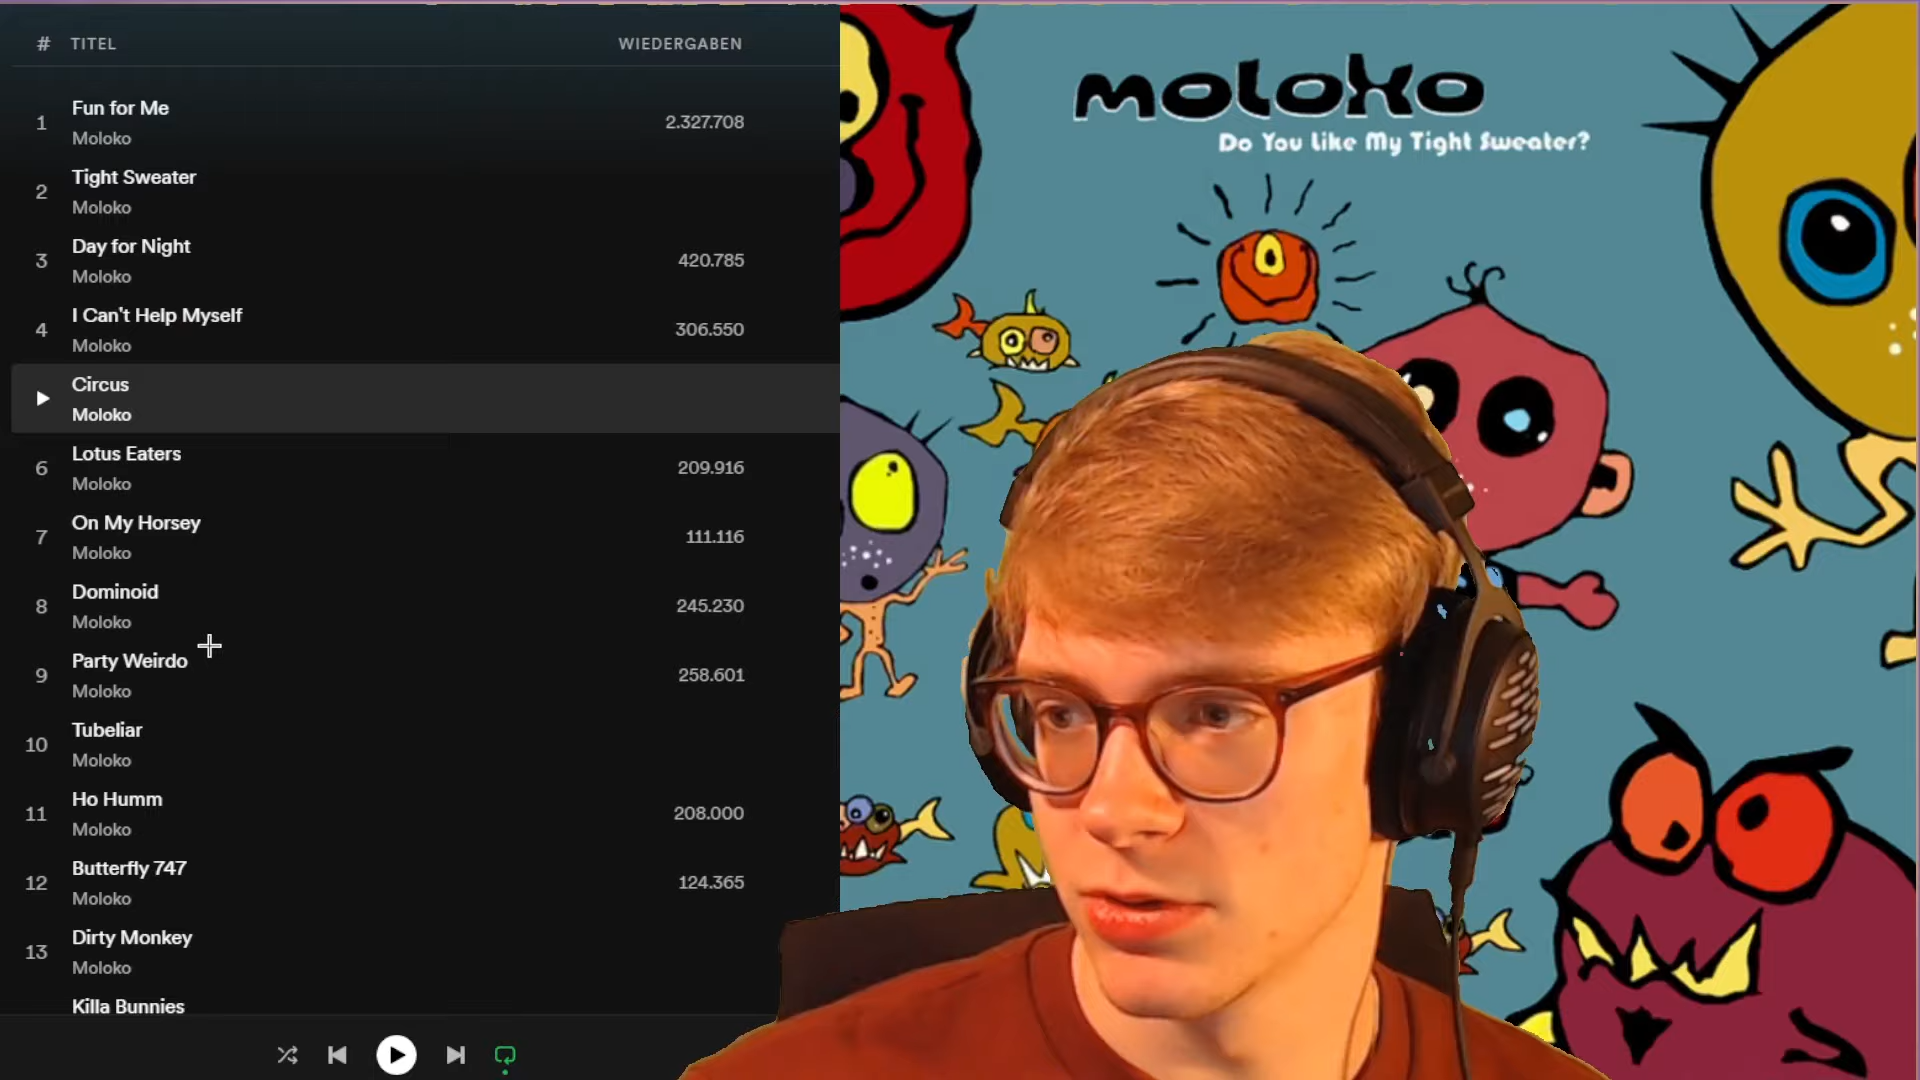 # TITEL WIEDERGABEN
1 Fun for Me 2.327.708
Moloko
2 Tight Sweater
Moloko
3 Day for Night 420.785
Moloko
4 I Can't Help Myself 306.550
Moloko
Circus
Moloko
6 Lotus Eaters 209.916
Moloko
7 On My Horsey 111.116
Moloko
8 Dominoid 245.230
Moloko
9 Party Weirdo 258.601
Moloko
10 Tubeliar
Moloko
11 Ho Humm 208.000
Moloko
12 Butterfly 747 124.365
Moloko
13 Dirty Monkey
Moloko
Killa Bunnies
moloko
Do You Like My Tight Sweater?